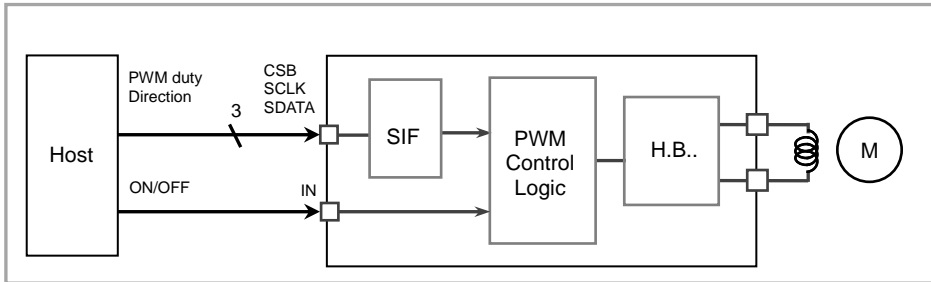 PWM duty
Direction
3
CSB
SCLK
SDATA
Host
SIF
PWM
Control
Logic
H.B..
M
ON/OFF
IN